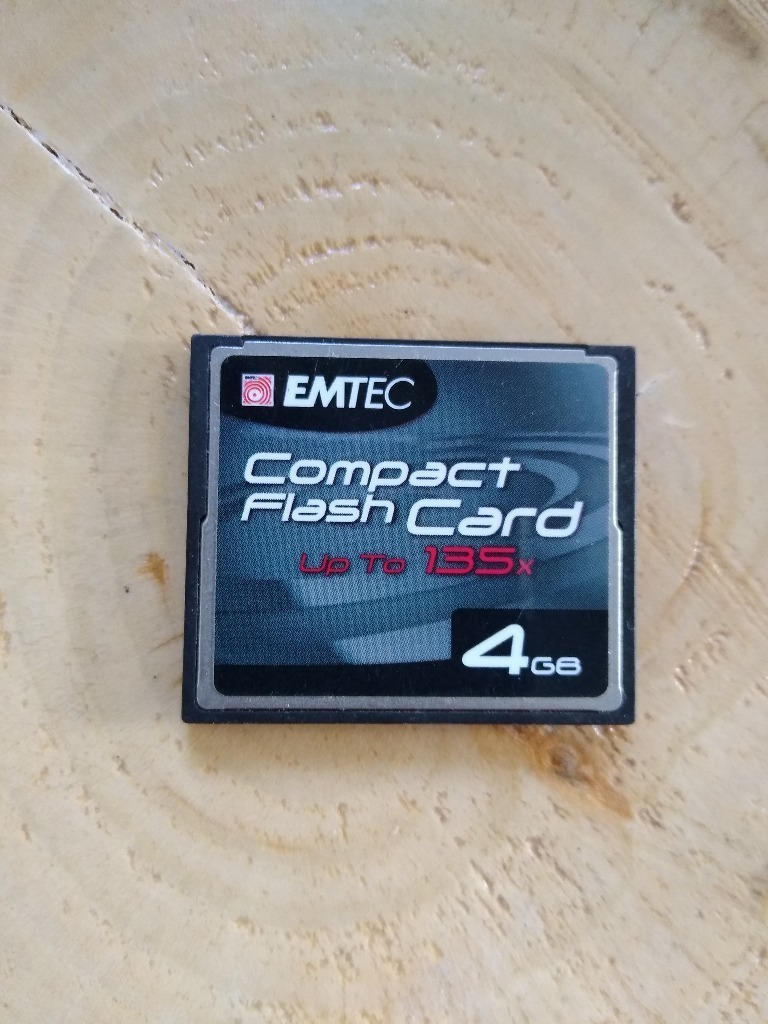 EMTEC
Compact
Flash Card
Up To 135x
4GB